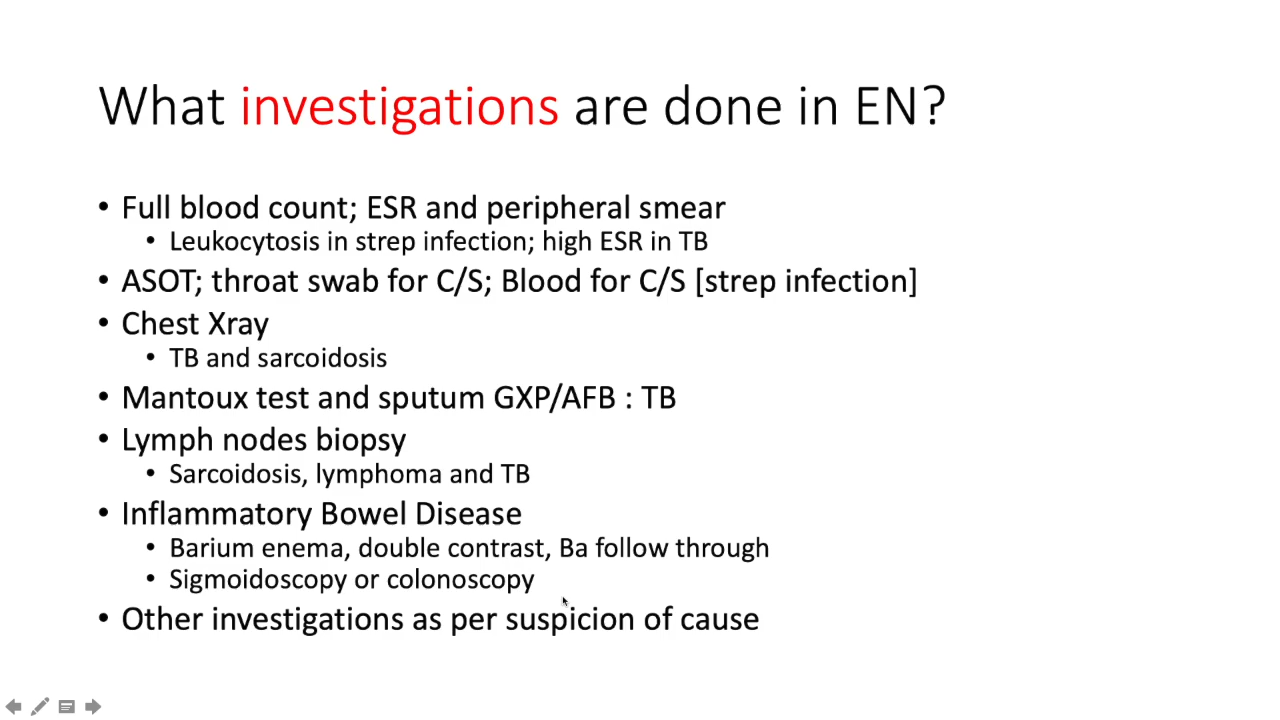 What investigations are done in EN?
• Full blood count; ESR and peripheral smear
• Leukocytosis in strep infection; high ESR in TB
• ASOT; throat swab for C/S; Blood for C/S [strep infection]
• Chest Xray
• TB and sarcoidosis
• Mantoux test and sputum GXP/AFB : TB
• Lymph nodes biopsy
• Sarcoidosis, lymphoma and TB
• Inflammatory Bowel Disease
• Barium enema, double contrast, Ba follow through
• Sigmoidoscopy or colonoscopy
• Other investigations as per suspicion of cause